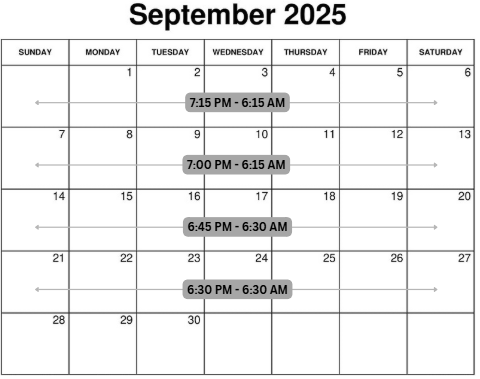 September 2025
SUNDAY MONDAY TUESDAY WEDNESDAY THURSDAY FRIDAY SATURDAY
1 2 3 4 5 6
7:15 PM - 6:15 AM
7 8 9 10 11 12 13
7:00 PM - 6:15 AM
14 15 16 17 18 19 20
6:45 PM - 6:30 AM
21 22 23 24 25 26 27
6:30 PM - 6:30 AM
28 29 30